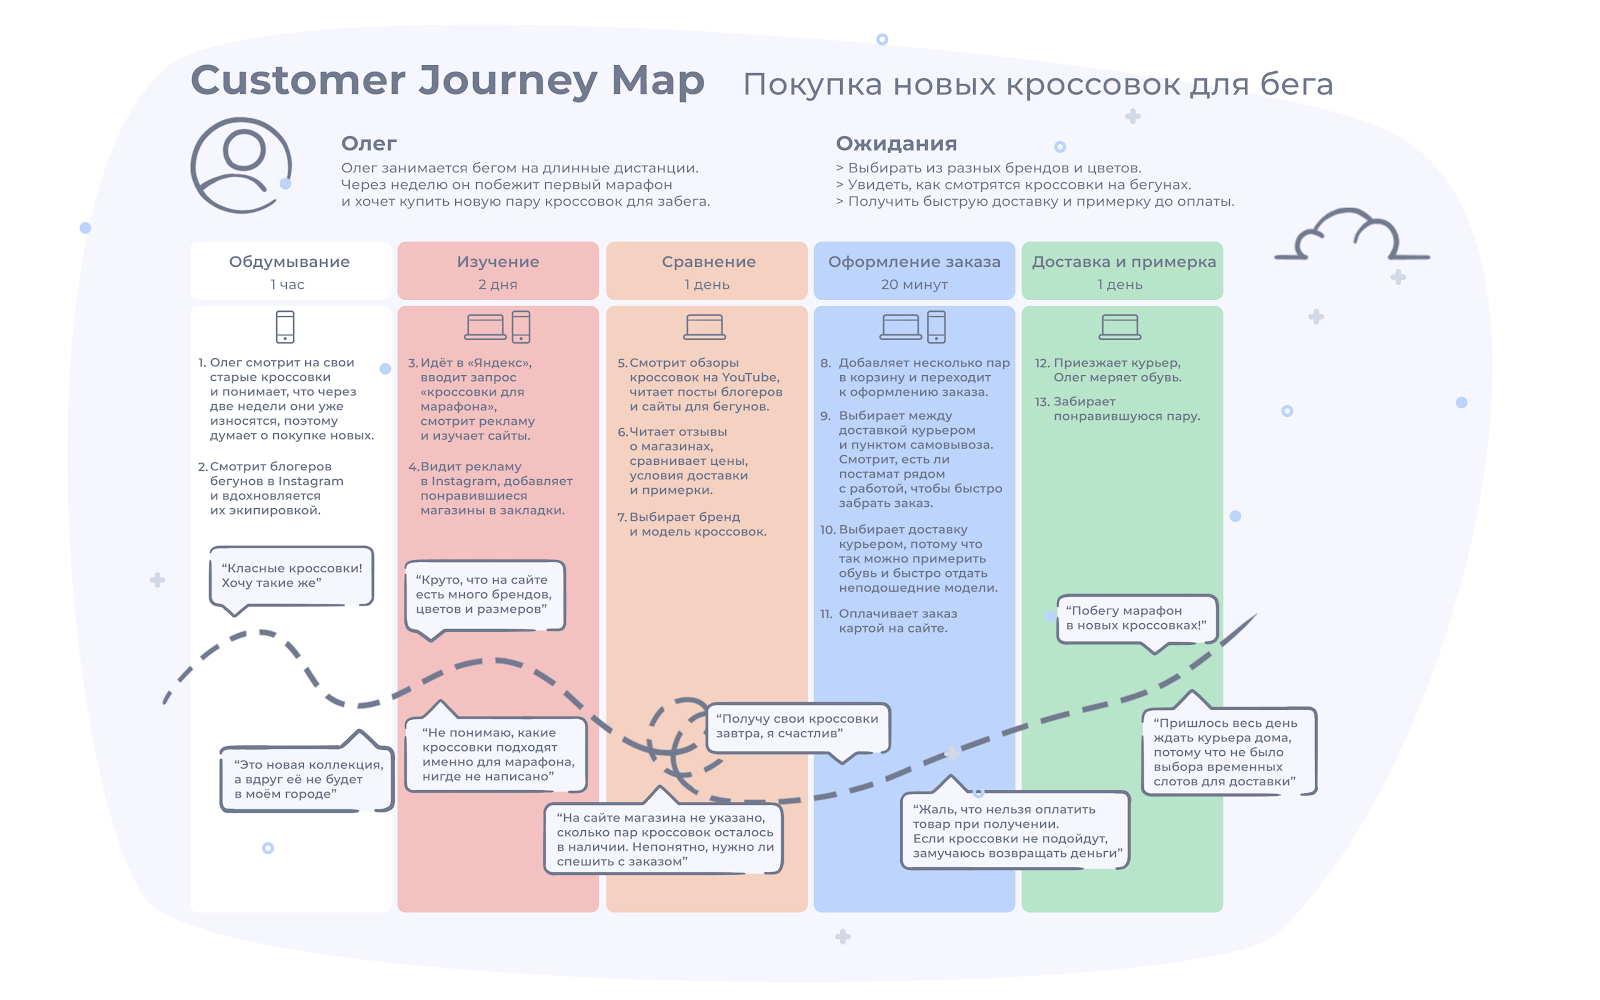 Customer Journey Map
Покупка новых кроссовок для бега
Олег
Олег занимается бегом на длинные дистанции.
Через неделю он побежит первый марафон
и хочет купить новую пару кроссовок для забега.
Ожидания
> Выбирать из разных брендов и цветов.
> Увидеть, как смотрятся кроссовки на бегунах.
> Получить быструю доставку и примерку до оплаты.
Обдумывание
1 час
1. Олег смотрит на свои
старые кроссовки
и понимает, что через
две недели они уже
износятся, поэтому
думает о покупке новых.
2. Смотрит блогеров
бегунов в Instagram
и вдохновляется
их экипировкой.
“Класные кроссовки!
Хочу такие же”
“Это новая коллекция,
а вдруг её не будет
в моём городе”
Изучение
2 дня
3. Идёт в «Яндекс»,
вводит запрос
«кроссовки для
марафона»,
смотрит рекламу
и изучает сайты.
4. Видит рекламу
в Instagram, добавляет
понравившиеся
магазины в закладки.
“Круто, что на сайте
есть много брендов,
цветов и размеров”
“Не понимаю, какие
кроссовки подходят
именно для марафона,
нигде не написано”
Сравнение
1 день
5. Смотрит обзоры
кроссовок на YouTube,
читает посты блогеров
и сайты для бегунов.
6. Читает отзывы
о магазинах,
сравнивает цены,
условия доставки
и примерки.
7. Выбирает бренд
и модель кроссовок.
“Получу свои кроссовки
завтра, я счастлив”
“На сайте магазина не указано,
сколько пар кроссовок осталось
в наличии. Непонятно, нужно ли
спешить с заказом”
Оформление заказа
20 минут
8. Добавляет несколько пар
в корзину и переходит
к оформлению заказа.
9. Выбирает между
доставкой курьером
и пунктом самовывоза.
Смотрит, есть ли
постамат рядом
с работой, чтобы быстро
забрать заказ.
10. Выбирает доставку
курьером, потому что
так можно примерить
обувь и быстро отдать
неподошедние модели.
11. Оплачивает заказ
картой на сайте.
“Жаль, что нельзя оплатить
товар при получении.
Если кроссовки не подойдут,
замучаюсь возвращать деньги”
Доставка и примерка
1 день
12. Приезжает курьер,
Олег меряет обувь.
13. Забирает
понравившуюся пару.
“Побегу марафон
в новых кроссовках!”
“Пришлось весь день
ждать курьера дома,
потому что не было
выбора временных
слотов для доставки”